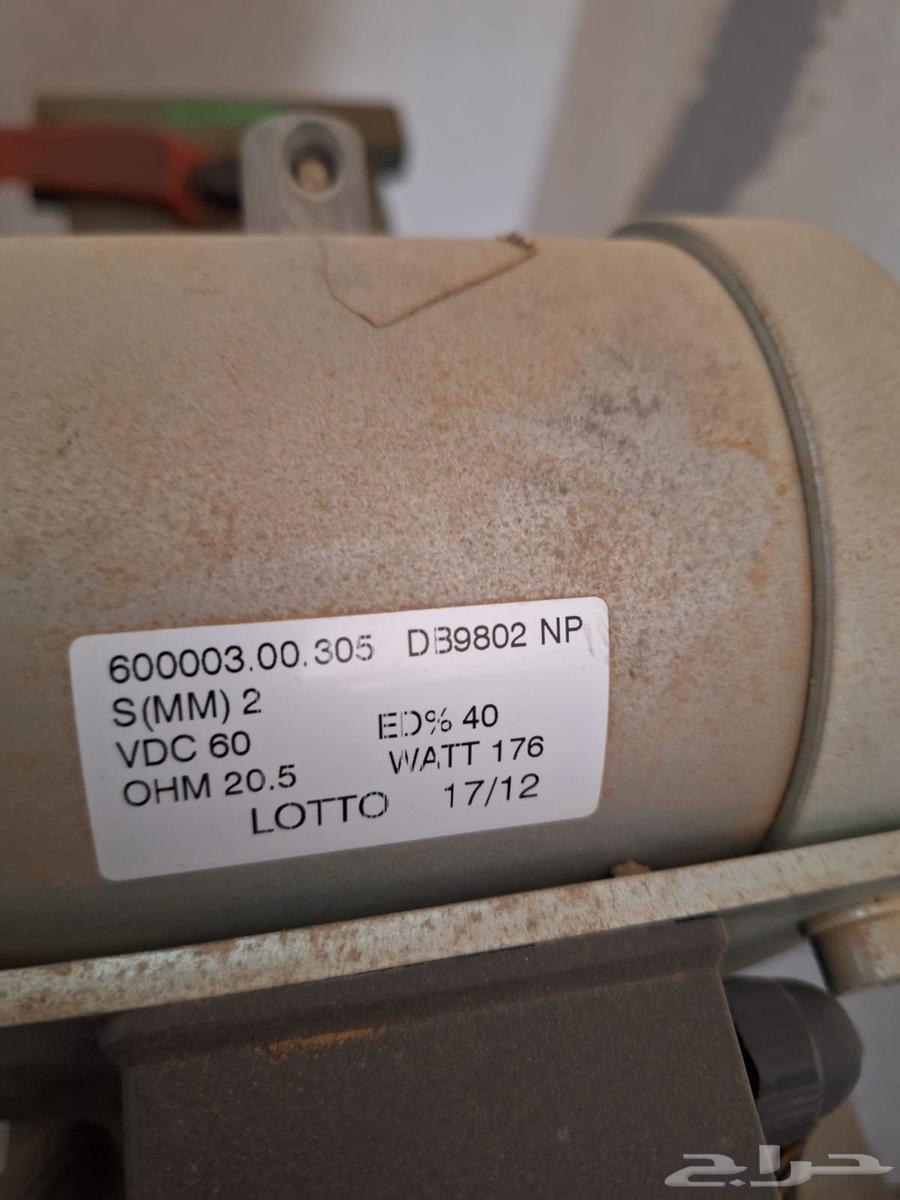 600003.00.305 DB9802 NP
S(MM) 2
VDC 60 ED% 40
OHM 20.5 WATT 176
LOTTO 17/12
حراج